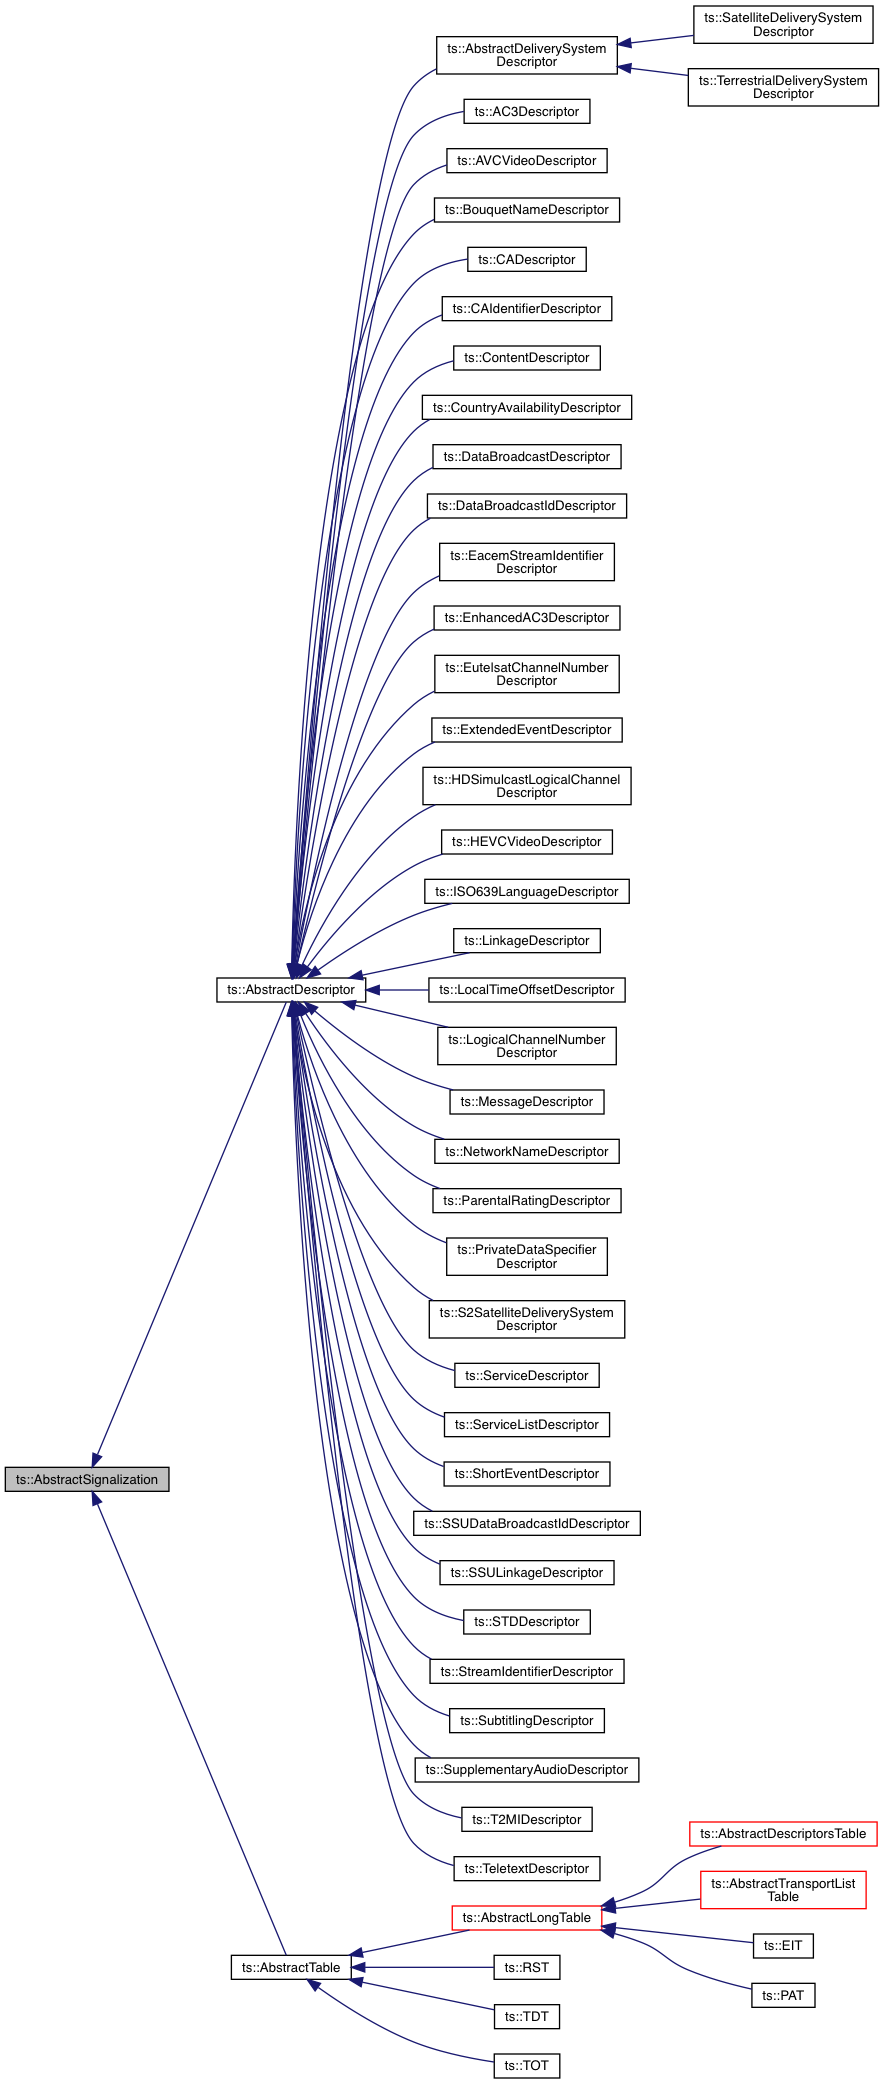 ts::SatelliteDeliverySystem
Descriptor
ts::AbstractDeliverySystem
Descriptor
ts::TerrestrialDeliverySystem
Descriptor
ts::AC3Descriptor
ts::AVCVideoDescriptor
ts::BouquetNameDescriptor
ts::CADescriptor
ts::CAIdentifierDescriptor
ts::ContentDescriptor
ts::CountryAvailabilityDescriptor
ts::DataBroadcastDescriptor
ts::DataBroadcastIdDescriptor
ts::EacemStreamIdentifier
Descriptor
ts::EnhancedAC3Descriptor
ts::EutelsatChannelNumber
Descriptor
ts::ExtendedEventDescriptor
ts::HDSimulcastLogicalChannel
Descriptor
ts::HEVCVideoDescriptor
ts::ISO639LanguageDescriptor
ts::LinkageDescriptor
ts::AbstractDescriptor
ts::LocalTimeOffsetDescriptor
ts::LogicalChannelNumber
Descriptor
ts::MessageDescriptor
ts::NetworkNameDescriptor
ts::ParentalRatingDescriptor
ts::PrivateDataSpecifier
Descriptor
ts::S2SatelliteDeliverySystem
Descriptor
ts::ServiceDescriptor
ts::ServiceListDescriptor
ts::ShortEventDescriptor
ts::AbstractSignalization
ts::SSUDataBroadcastIdDescriptor
ts::SSULinkageDescriptor
ts::STDDescriptor
ts::StreamIdentifierDescriptor
ts::SubtitlingDescriptor
ts::SupplementaryAudioDescriptor
ts::T2MIDescriptor
ts::TeletextDescriptor
ts::AbstractDescriptorsTable
ts::AbstractTransportList
Table
ts::AbstractLongTable
ts::EIT
ts::PAT
ts::AbstractTable
ts::RST
ts::TDT
ts::TOT